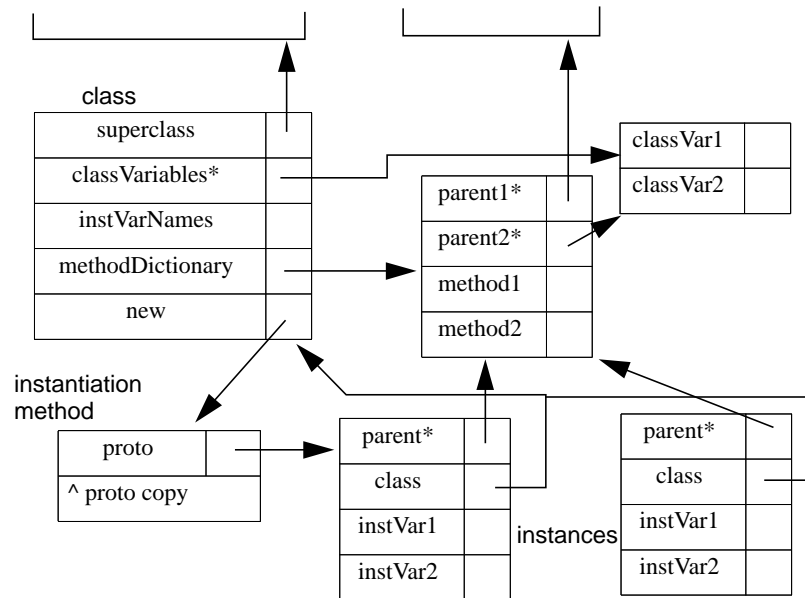 class
superclass
classVariables*
instVarNames
methodDictionary
new
classVar1
classVar2
parent1*
parent2*
method1
method2
instantiation
method
proto
^ proto copy
parent*
class
instVar1
instVar2
instances
parent*
class
instVar1
instVar2